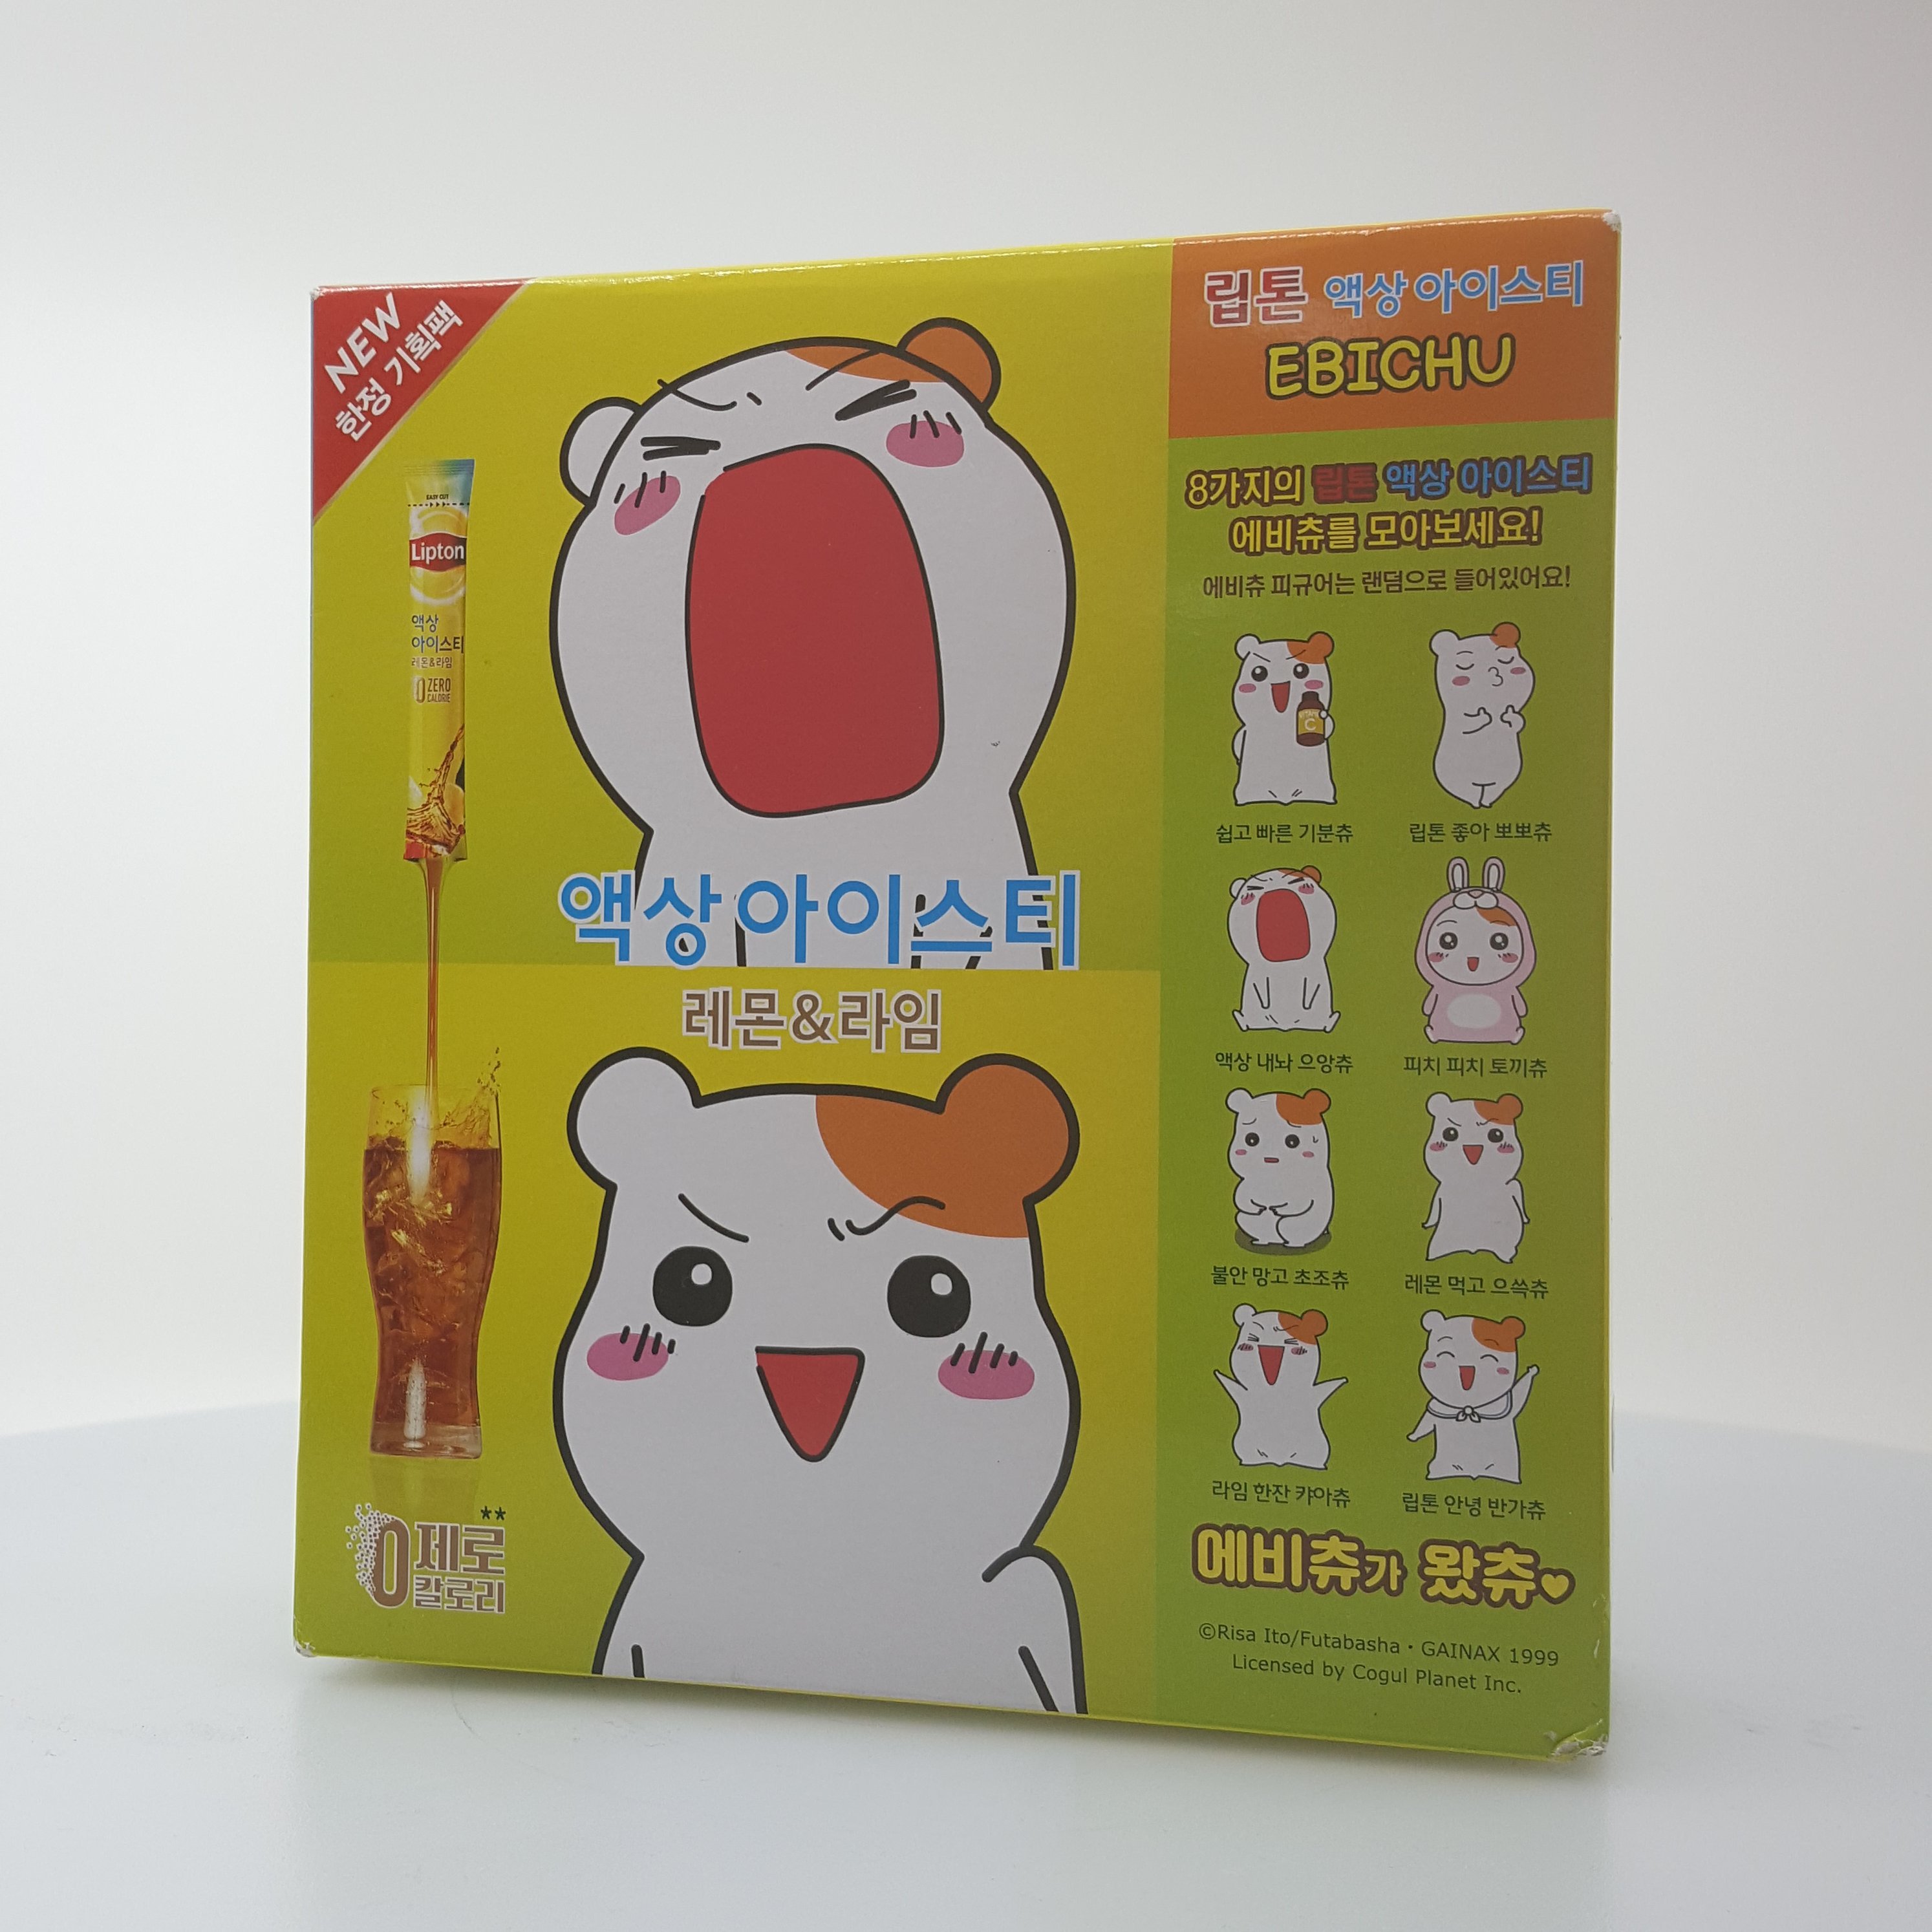 NEW
한정 기획팩
EASY CUT
Lipton
액상
아이스티
레몬&라임
0 ZERO
CALORIE
액상아이스티
레몬&라임
**
0 제로
칼로리
립톤 액상아이스티
EBICHU
8가지의 립톤 액상 아이스티
에비츄를 모아보세요!
에비츄 피규어는 랜덤으로 들어있어요!
C
쉽고 빠른 기분츄
립톤 좋아 뽀뽀츄
액상 내놔 으앙츄
피치 피치 토끼츄
불안 망고 초조츄
레몬 먹고 으쓱츄
라임 한잔 캬아츄
립톤 안녕 반가츄
에비츄가 왔츄♥
©Risa Ito/Futabasha・GAINAX 1999
Licensed by Cogul Planet Inc.